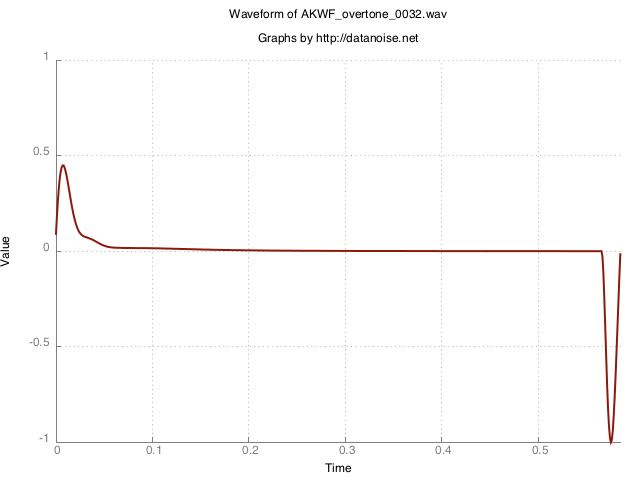 Waveform of AKWF_overtone_0032.wav
Graphs by http://datanoise.net
1
0.5
0
-0.5
-1
Value
0
0.1
0.2
0.3
0.4
0.5
Time